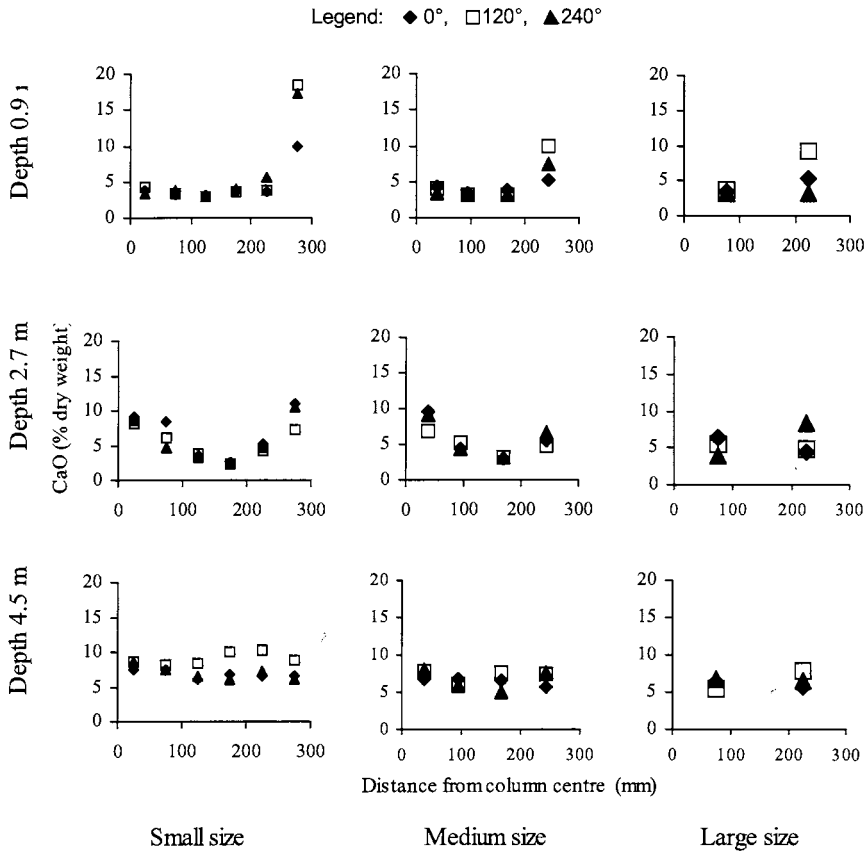 Legend: ◆ 0°, □ 120°, ▲ 240°
Depth 0.9 ı
20 20 20
15 15 15
10 10 10
5 5 5
0 0 0
0 100 200 300 0 100 200 300 0 100 200 300
Depth 2.7 m
CaO (% dry weight)
20 20 20
15 15 15
10 10 10
5 5 5
0 0 0
0 100 200 300 0 100 200 300 0 100 200 300
Depth 4.5 m
20 20 20
15 15 15
10 10 10
5 5 5
0 0 0
0 100 200 300 0 100 200 300 0 100 200 300
Distance from column centre (mm)
Small size Medium size Large size